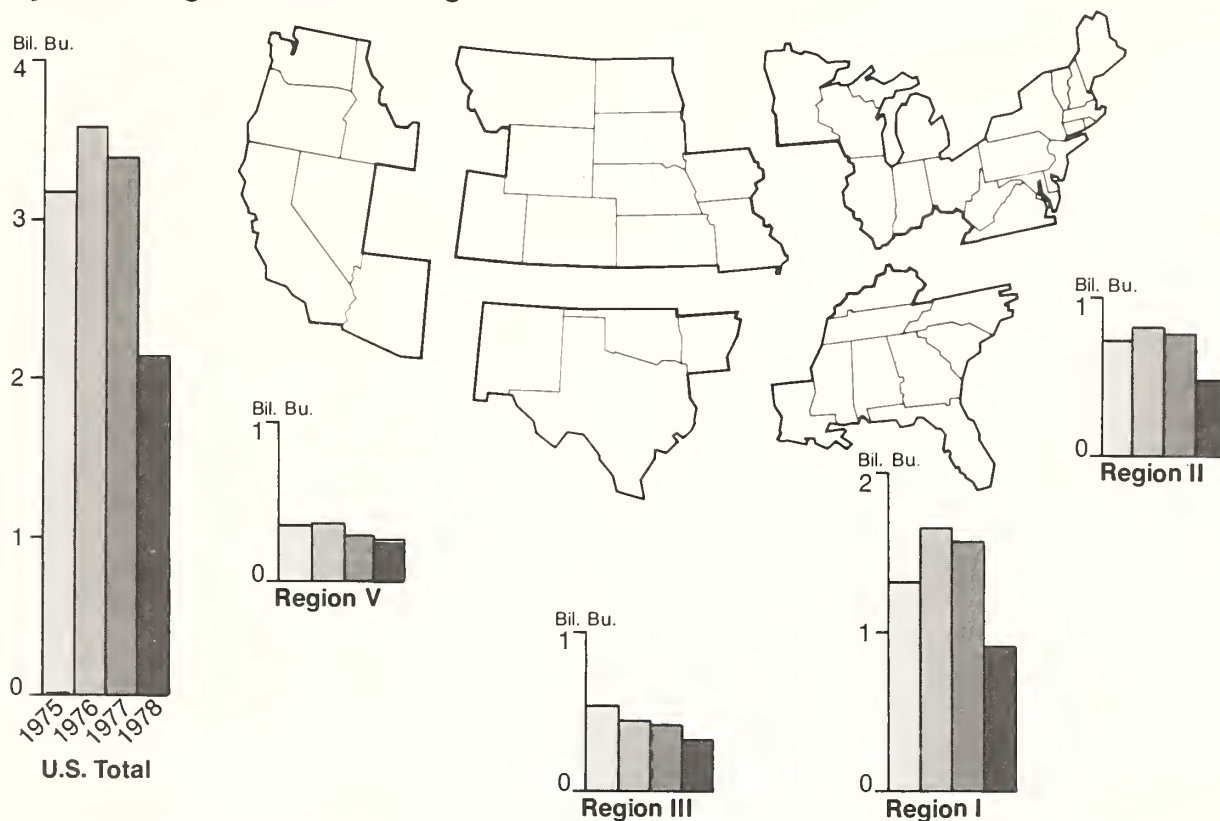 Bil. Bu.
4
3
2
1
0
1975 1976 1977 1978
U.S. Total
Bil. Bu.
1
0
Region V
Bil. Bu.
1
0
Region III
Bil. Bu.
2
1
0
Region I
Bil. Bu.
1
0
Region II